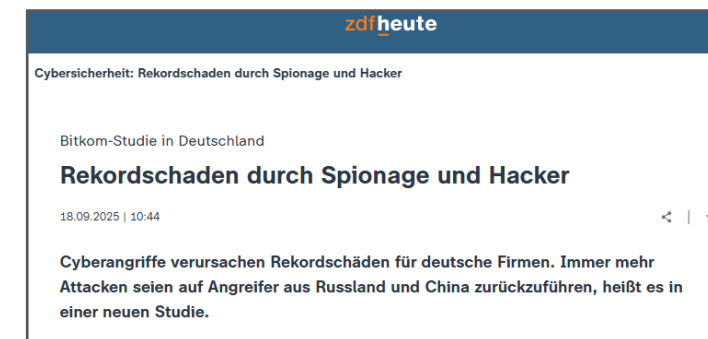 zdfheute
Cybersicherheit: Rekordschaden durch Spionage und Hacker
Bitkom-Studie in Deutschland
Rekordschaden durch Spionage und Hacker
18.09.2025 | 10:44
Cyberangriffe verursachen Rekordschäden für deutsche Firmen. Immer mehr
Attacken seien auf Angreifer aus Russland und China zurückzuführen, heißt es in
einer neuen Studie.